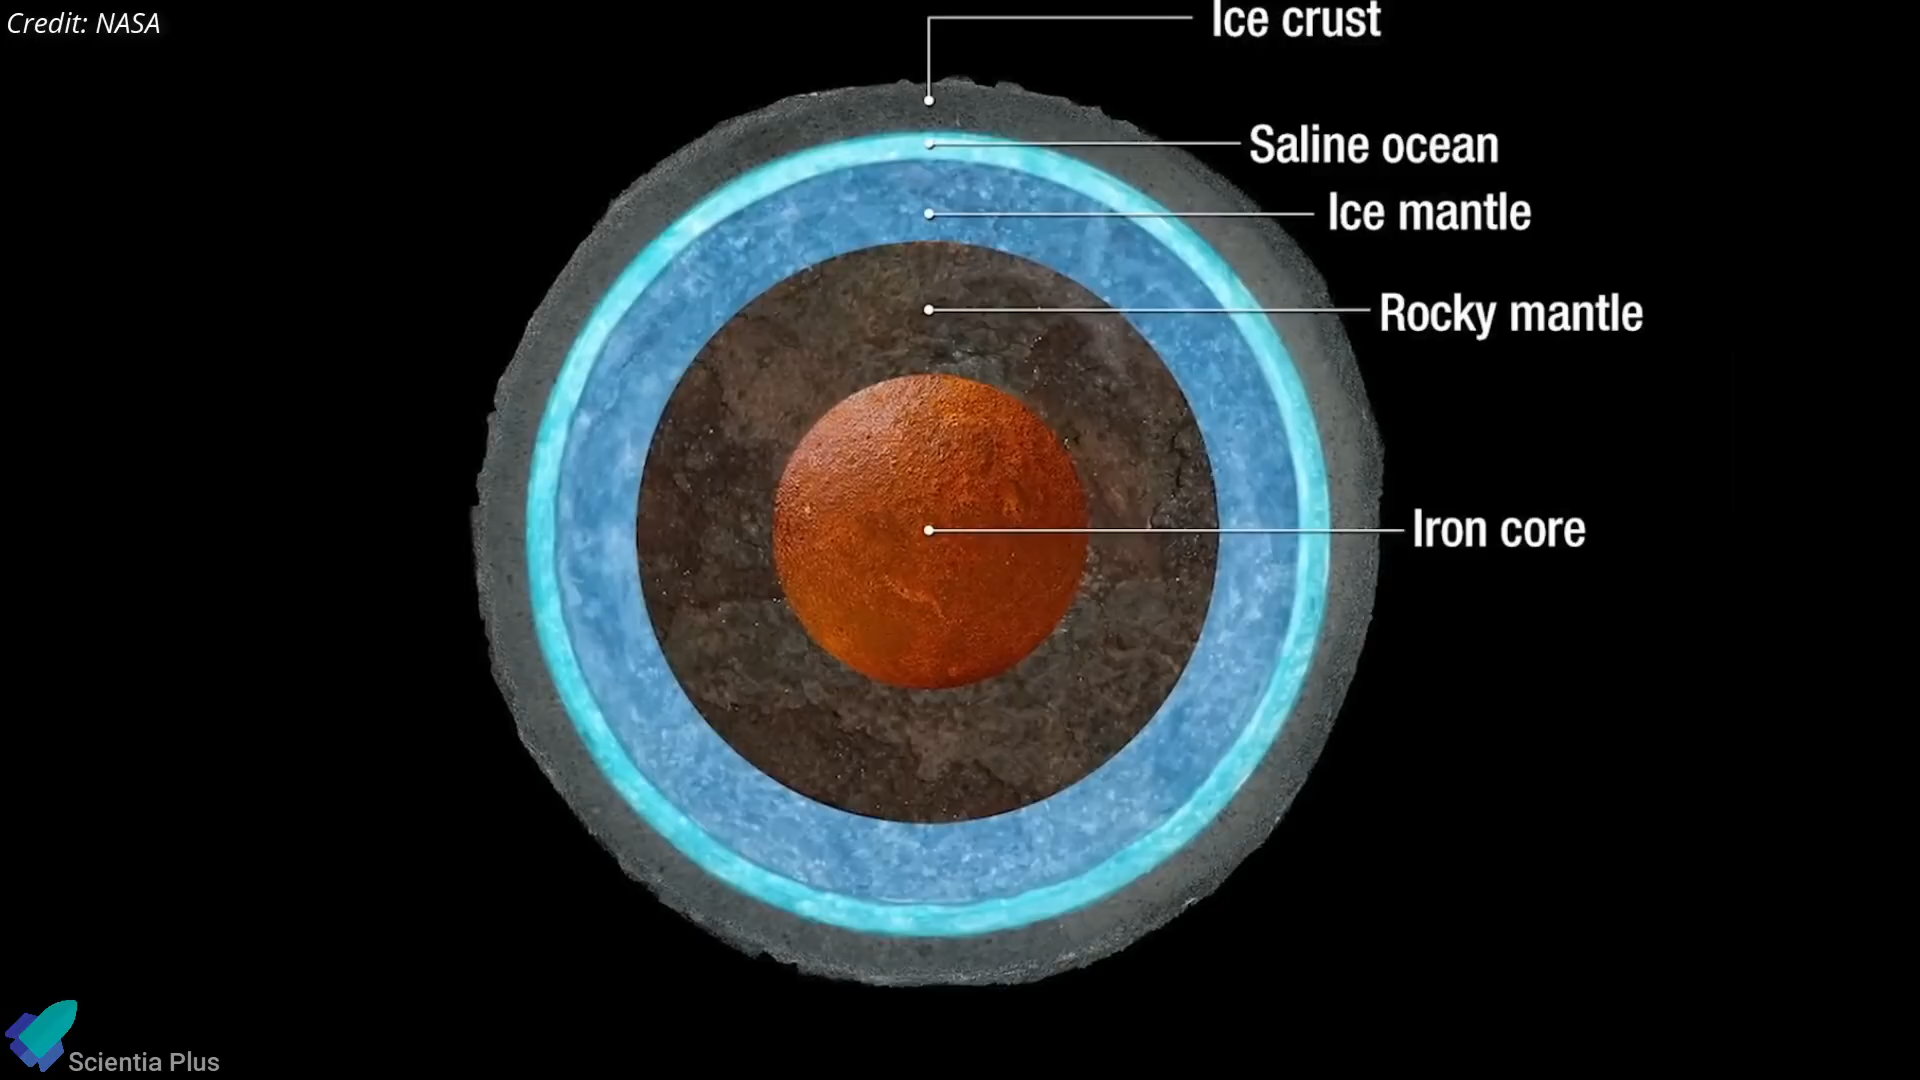 Credit: NASA
Ice crust
Saline ocean
Ice mantle
Rocky mantle
Iron core
Scientia Plus